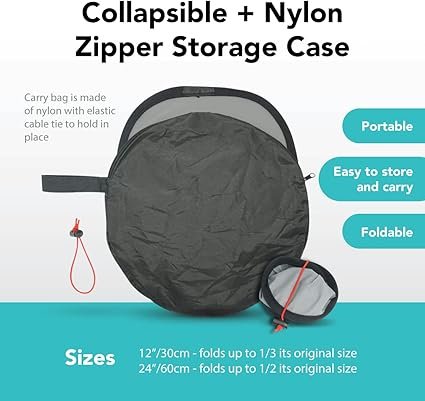 Collapsible + Nylon
Zipper Storage Case
Carry bag is made
of nylon with elastic
cable tie to hold in
place
Portable
Easy to store
and carry
Foldable
Sizes
12”/30cm - folds up to 1/3 its original size
24”/60cm - folds up to 1/2 its original size